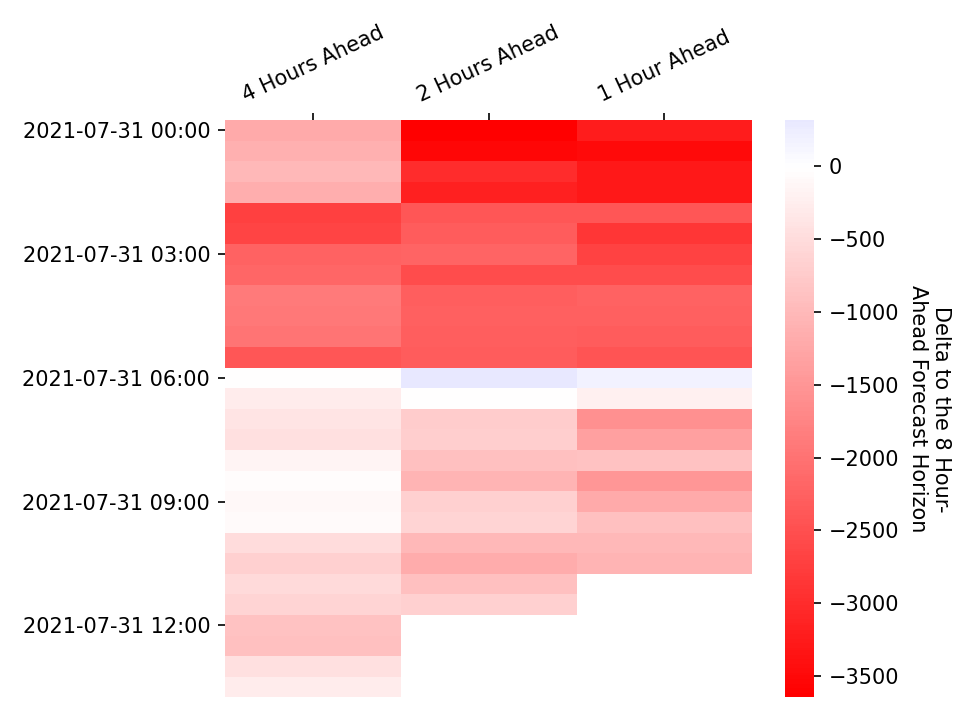 4 Hours Ahead
2 Hours Ahead
1 Hour Ahead
2021-07-31 00:00
2021-07-31 03:00
2021-07-31 06:00
2021-07-31 09:00
2021-07-31 12:00
0
−500
−1000
−1500
−2000
−2500
−3000
−3500
Delta to the 8 Hour-
Ahead Forecast Horizon